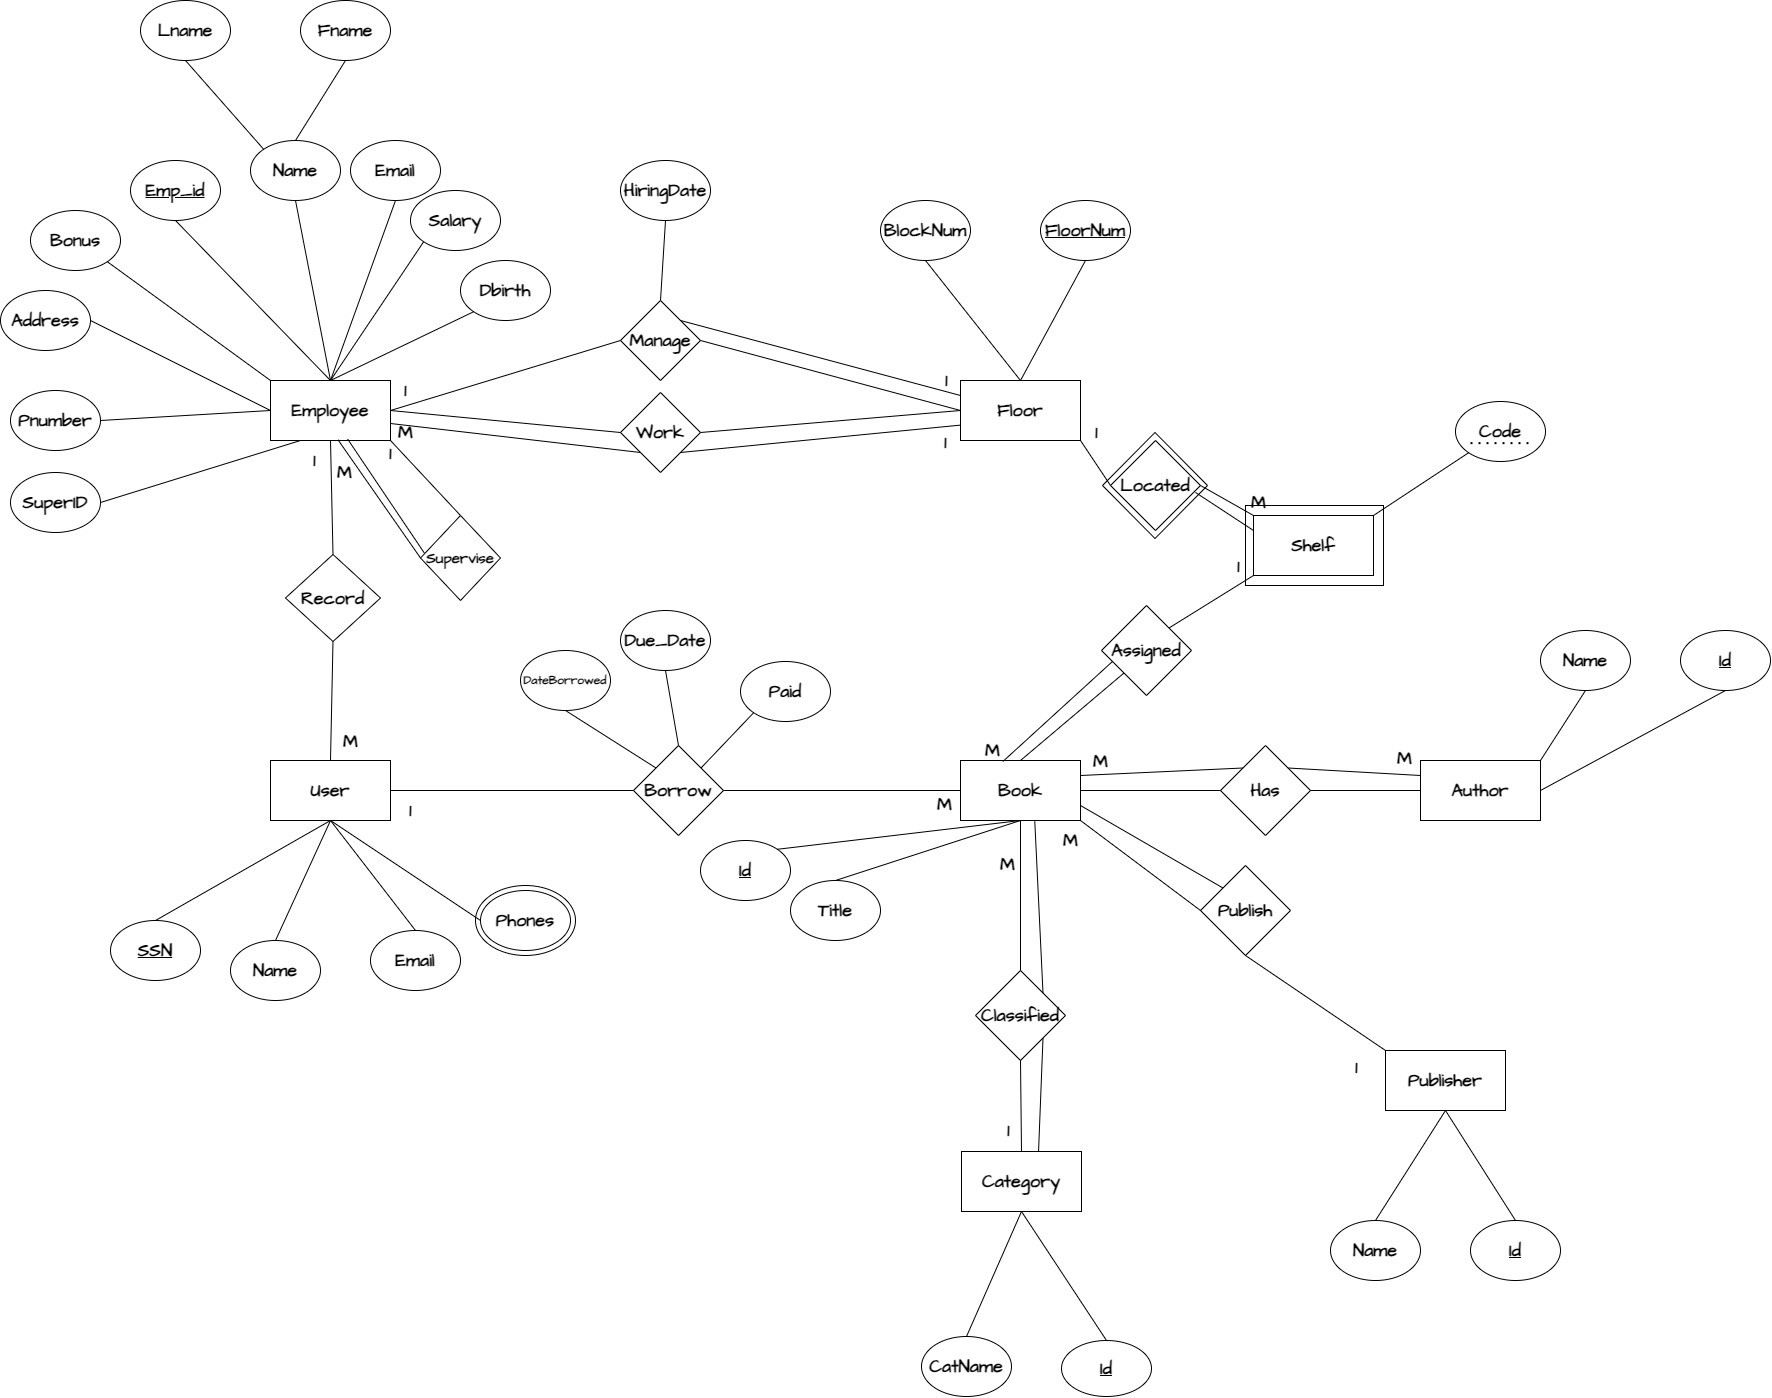 Lname
Fname
Name
Email
Emp_id
Salary
Bonus
Dbirth
Address
Pnumber
SuperID
Employee
HiringDate
Manage
Work
BlockNum
FloorNum
Floor
1
M
1
1
1
M
1
1
Located
M
Code
Shelf
1
Supervise
Record
M
User
1
DateBorrowed
Due_Date
Paid
Borrow
M
Assigned
M
Book
M
Has
M
Author
Name
Id
SSN
Name
Email
Phones
Id
Title
M
M
Publish
Classified
1
1
Publisher
Category
Name
Id
CatName
Id